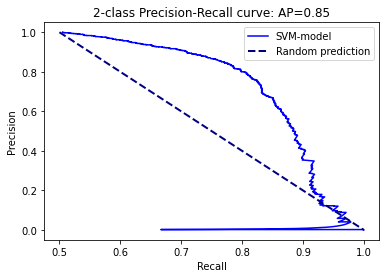 2-class Precision-Recall curve: AP=0.85
SVM-model
Random prediction
Precision
1.0
0.8
0.6
0.4
0.2
0.0
0.5 0.6 0.7 0.8 0.9 1.0
Recall